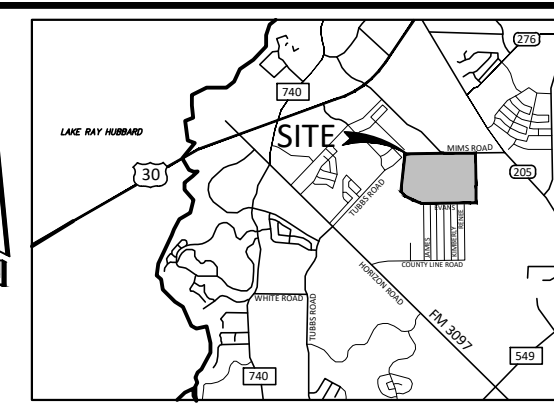 276
740
LAKE RAY HUBBARD
SITE
MIMS ROAD
30
205
TUBBS ROAD
EVANS
JAMES
KIMBERLY
RENEE
COUNTY LINE ROAD
HORIZON ROAD
WHITE ROAD
TUBBS ROAD
FM 3097
549
740